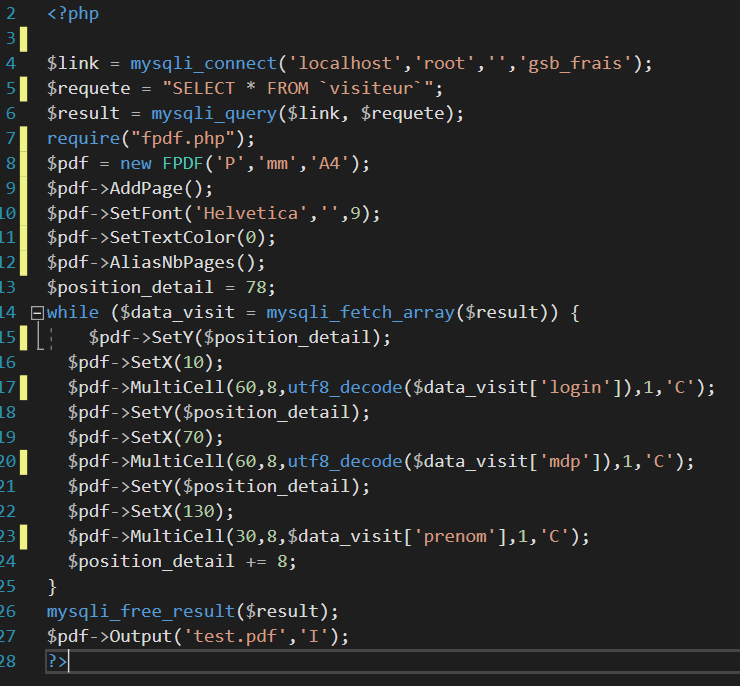 2 <?php
3
4 $link = mysqli_connect('localhost','root','','gsb_frais');
5 $requete = "SELECT * FROM `visiteur`";
6 $result = mysqli_query($link, $requete);
7 require("fpdf.php");
8 $pdf = new FPDF('P','mm','A4');
9 $pdf->AddPage();
10 $pdf->SetFont('Helvetica','',9);
11 $pdf->SetTextColor(0);
12 $pdf->AliasNbPages();
13 $position_detail = 78;
14 while ($data_visit = mysqli_fetch_array($result)) {
15 $pdf->SetY($position_detail);
16 $pdf->SetX(10);
17 $pdf->MultiCell(60,8,utf8_decode($data_visit['login']),1,'C');
18 $pdf->SetY($position_detail);
19 $pdf->SetX(70);
20 $pdf->MultiCell(60,8,utf8_decode($data_visit['mdp']),1,'C');
21 $pdf->SetY($position_detail);
22 $pdf->SetX(130);
23 $pdf->MultiCell(30,8,$data_visit['prenom'],1,'C');
24 $position_detail += 8;
25 }
26 mysqli_free_result($result);
27 $pdf->Output('test.pdf','I');
28 ?>